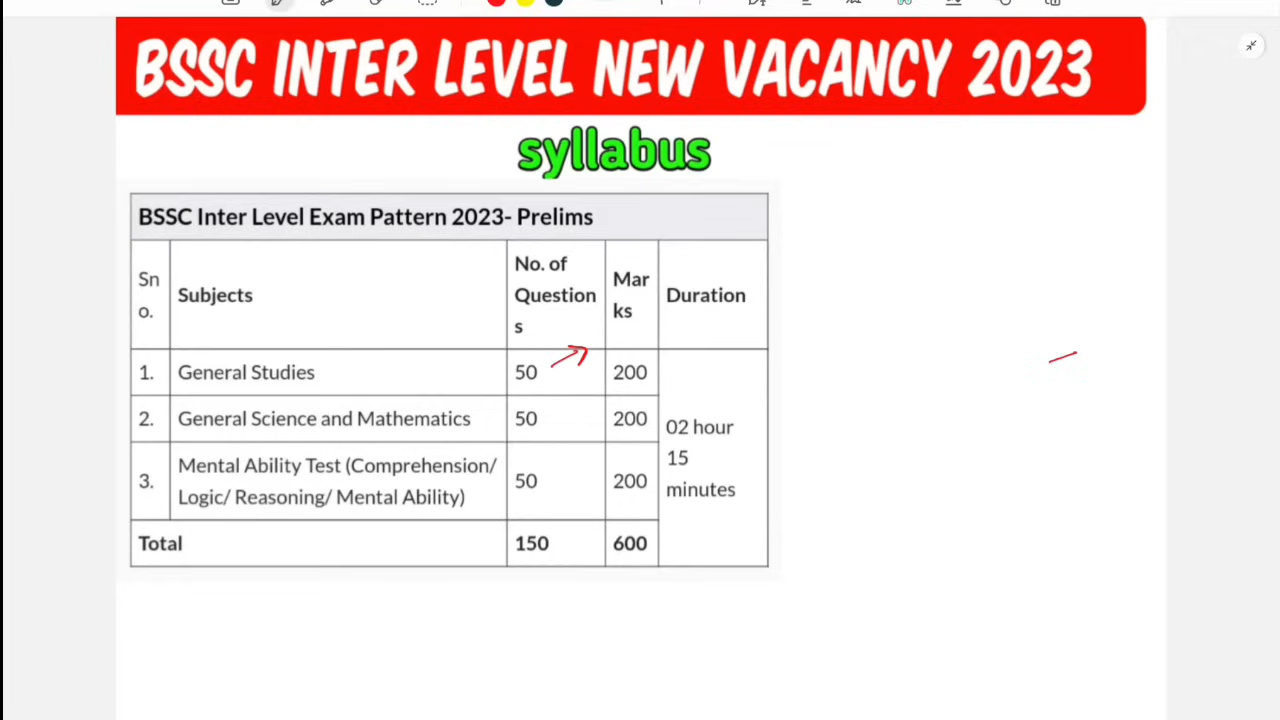 BSSC INTER LEVEL NEW VACANCY 2023
syllabus
BSSC Inter Level Exam Pattern 2023- Prelims
Sn
o.
Subjects
No. of
Question
s
Mar
ks
Duration
1.
General Studies
50
200
2.
General Science and Mathematics
50
200
3.
Mental Ability Test (Comprehension/
Logic/ Reasoning/ Mental Ability)
50
200
02 hour
15
minutes
Total
150
600